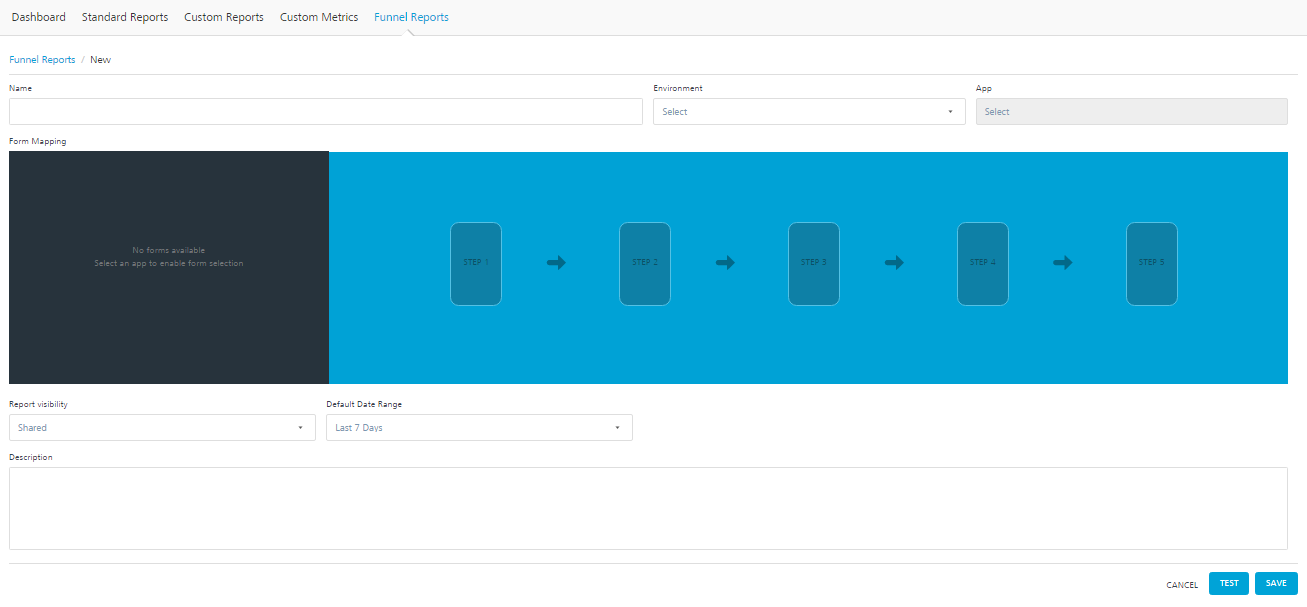 Dashboard Standard Reports Custom Reports Custom Metrics Funnel Reports
Funnel Reports / New
Name Environment App
Select Select
Form Mapping
No forms available
Select an app to enable form selection
STEP 1 STEP 2 STEP 3 STEP 4 STEP 5
Report visibility Default Date Range
Shared Last 7 Days
Description
CANCEL TEST SAVE